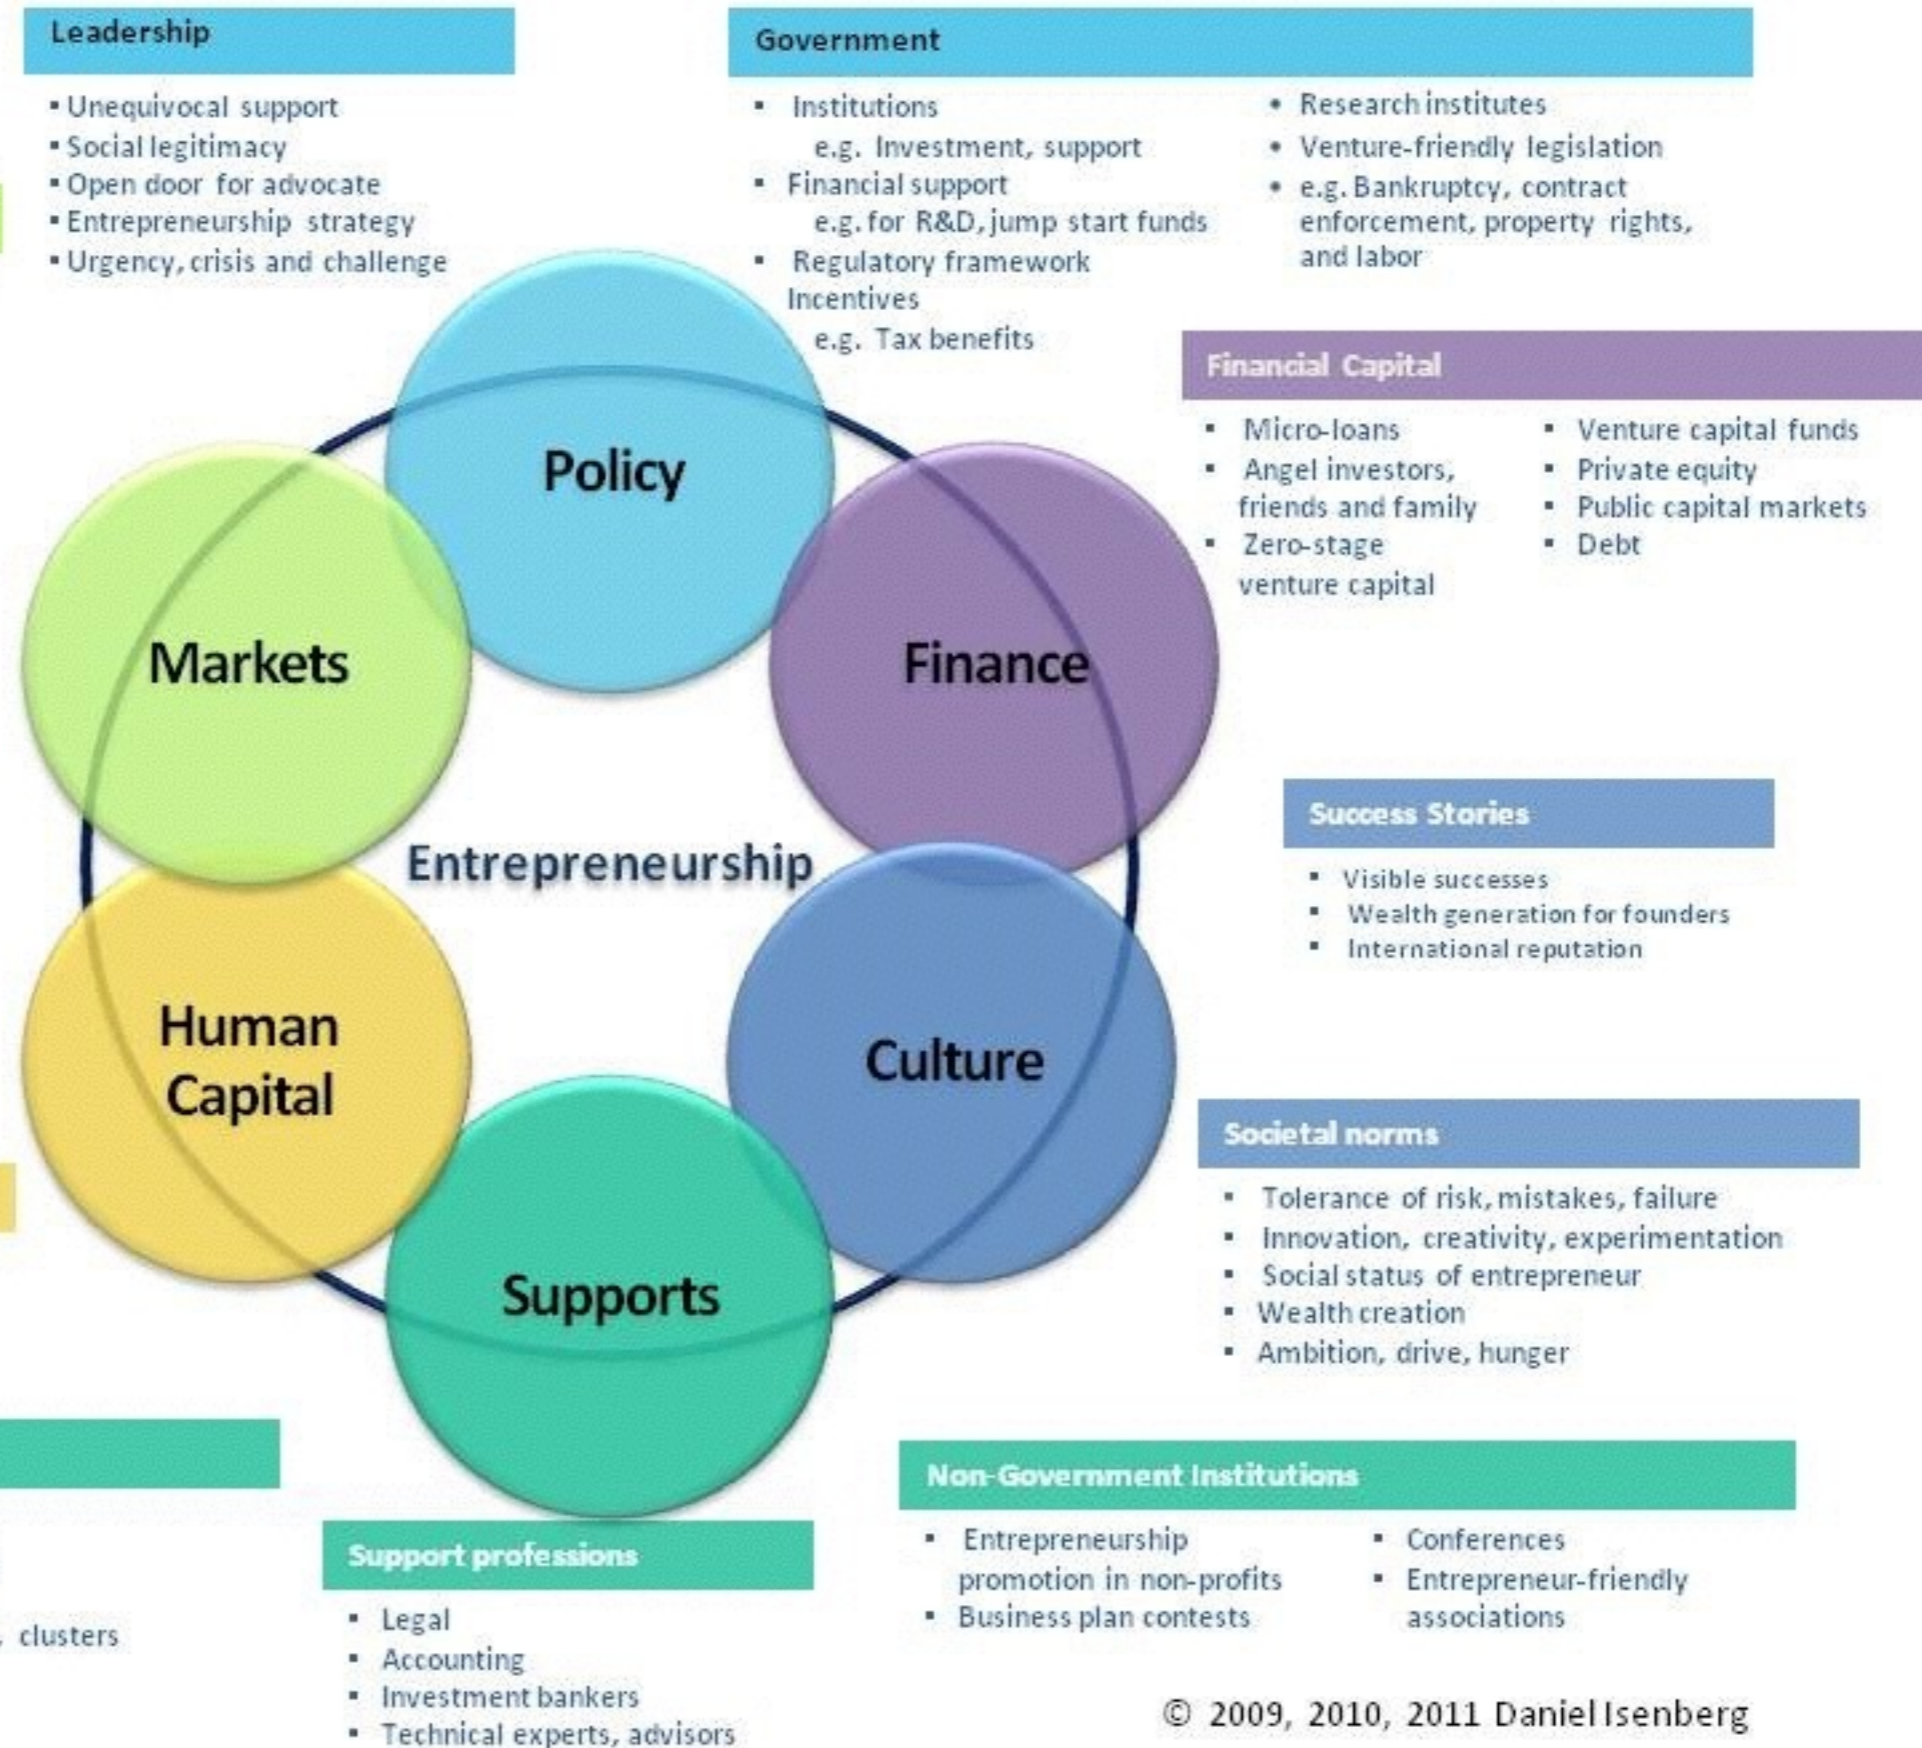 Leadership
▪ Unequivocal support
▪ Social legitimacy
▪ Open door for advocate
▪ Entrepreneurship strategy
▪ Urgency, crisis and challenge
Government
▪ Institutions
e.g. Investment, support
▪ Financial support
e.g. for R&D, jump start funds
▪ Regulatory framework
Incentives
e.g. Tax benefits
• Research institutes
• Venture-friendly legislation
• e.g. Bankruptcy, contract
enforcement, property rights,
and labor
Financial Capital
▪ Micro-loans
▪ Angel investors,
friends and family
▪ Zero-stage
venture capital
▪ Venture capital funds
▪ Private equity
▪ Public capital markets
▪ Debt
Policy
Markets
Finance
Entrepreneurship
Human
Capital
Culture
Supports
Success Stories
▪ Visible successes
▪ Wealth generation for founders
▪ International reputation
Societal norms
▪ Tolerance of risk, mistakes, failure
▪ Innovation, creativity, experimentation
▪ Social status of entrepreneur
▪ Wealth creation
▪ Ambition, drive, hunger
, clusters
Support professions
▪ Legal
▪ Accounting
▪ Investment bankers
▪ Technical experts, advisors
Non-Government Institutions
▪ Entrepreneurship
promotion in non-profits
▪ Business plan contests
▪ Conferences
▪ Entrepreneur-friendly
associations
© 2009, 2010, 2011 Daniel Isenberg